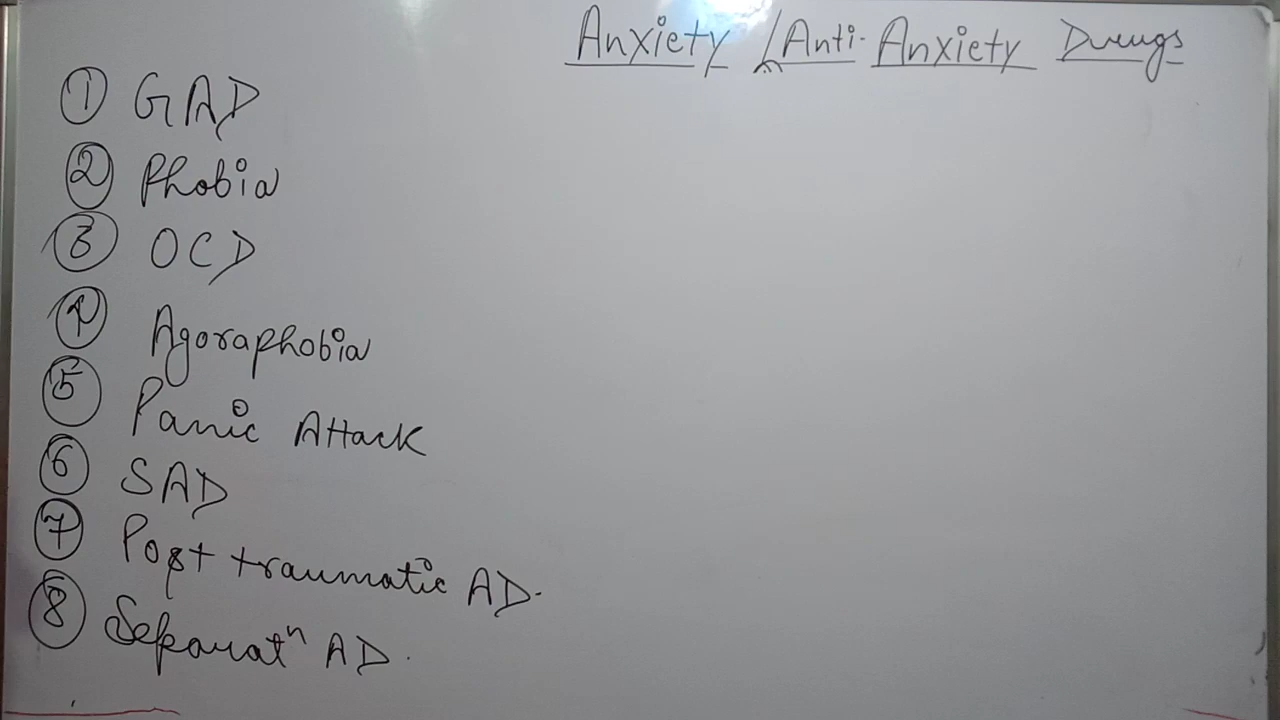 Anxiety / Anti-Anxiety Drugs
① GAD
② Phobia
③ OCD
④ Agoraphobia
⑤ Panic Attack
⑥ SAD
⑦ Post traumatic AD.
⑧ Separatⁿ AD.